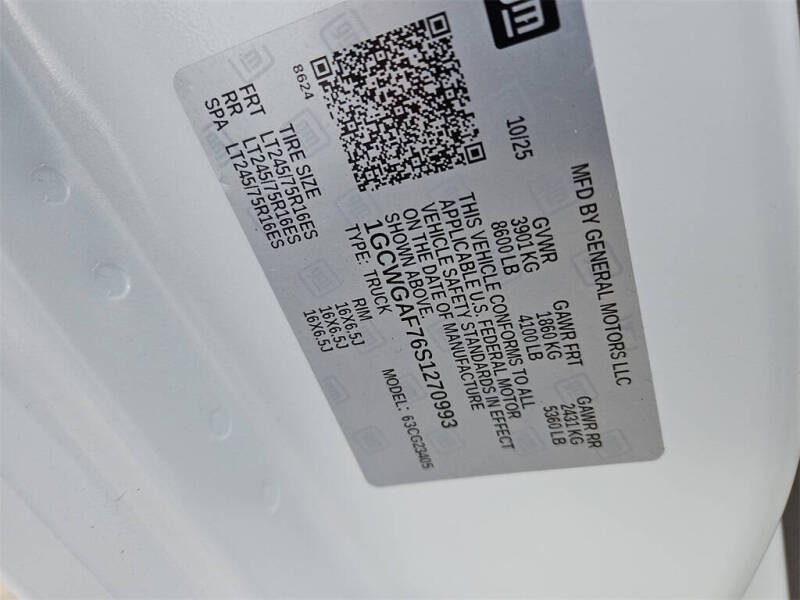 GM
MFD BY GENERAL MOTORS LLC
10/25
GVWR
3901 KG
8600 LB
GAWR FRT
1860 KG
4100 LB
GAWR RR
2431 KG
5360 LB
THIS VEHICLE CONFORMS TO ALL
APPLICABLE U.S. FEDERAL MOTOR
VEHICLE SAFETY STANDARDS IN EFFECT
ON THE DATE OF MANUFACTURE
SHOWN ABOVE.
1GCWGAF76S1270993
TYPE: TRUCK
MODEL: 63CG23405
8624
TIRE SIZE
RIM
FRT LT245/75R16ES 16X6.5J
RR LT245/75R16ES 16X6.5J
SPA LT245/75R16ES 16X6.5J